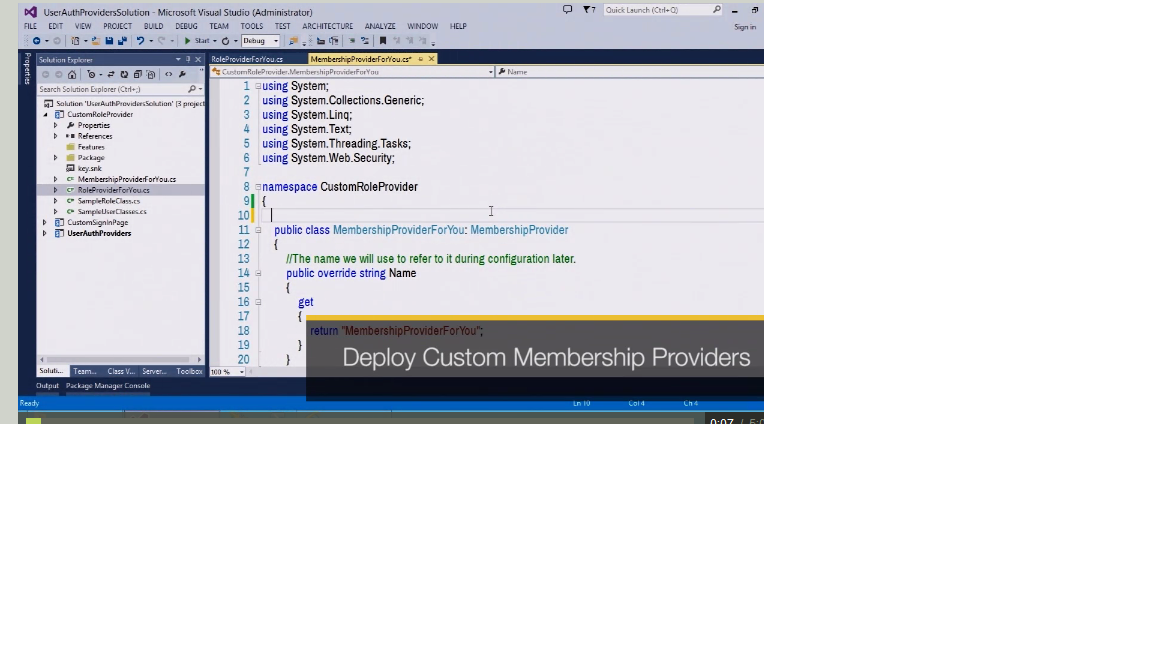 UserAuthProvidersSolution - Microsoft Visual Studio (Administrator)
7
Quick Launch (Ctrl+Q)
FILE EDIT VIEW PROJECT BUILD DEBUG TEAM TOOLS TEST ARCHITECTURE ANALYZE WINDOW HELP
Sign in
Start Debug
Properties
Solution Explorer
Search Solution Explorer (Ctrl+;)
Solution 'UserAuthProvidersSolution' (3 project
CustomRoleProvider
Properties
References
Features
Package
key.snk
MembershipProviderForYou.cs
RoleProviderForYou.cs
SampleRoleClass.cs
SampleUserClasses.cs
CustomSignInPage
UserAuthProviders
Soluti... Team... Class V... Server... Toolbox
RoleProviderForYou.cs MembershipProviderForYou.cs*
CustomRoleProvider.MembershipProviderForYou Name
1 using System;
2 using System.Collections.Generic;
3 using System.Linq;
4 using System.Text;
5 using System.Threading.Tasks;
6 using System.Web.Security;
7
8 namespace CustomRoleProvider
9 {
10
11 public class MembershipProviderForYou: MembershipProvider
12 {
13 //The name we will use to refer to it during configuration later.
14 public override string Name
15 {
16 get
17 {
18 return "MembershipProviderForYou";
19 }
20 }
100 %
Deploy Custom Membership Providers
Output Package Manager Console
Ready Ln 10 Col 4 Ch 4
0:07 / 5:0